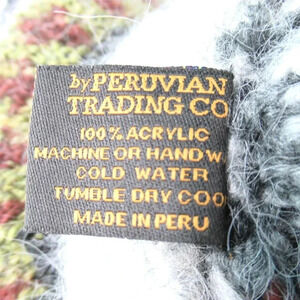 by PERUVIAN
TRADING CO
100% ACRYLIC
MACHINE OR HAND W
COLD WATER
TUMBLE DRY COO
MADE IN PERU